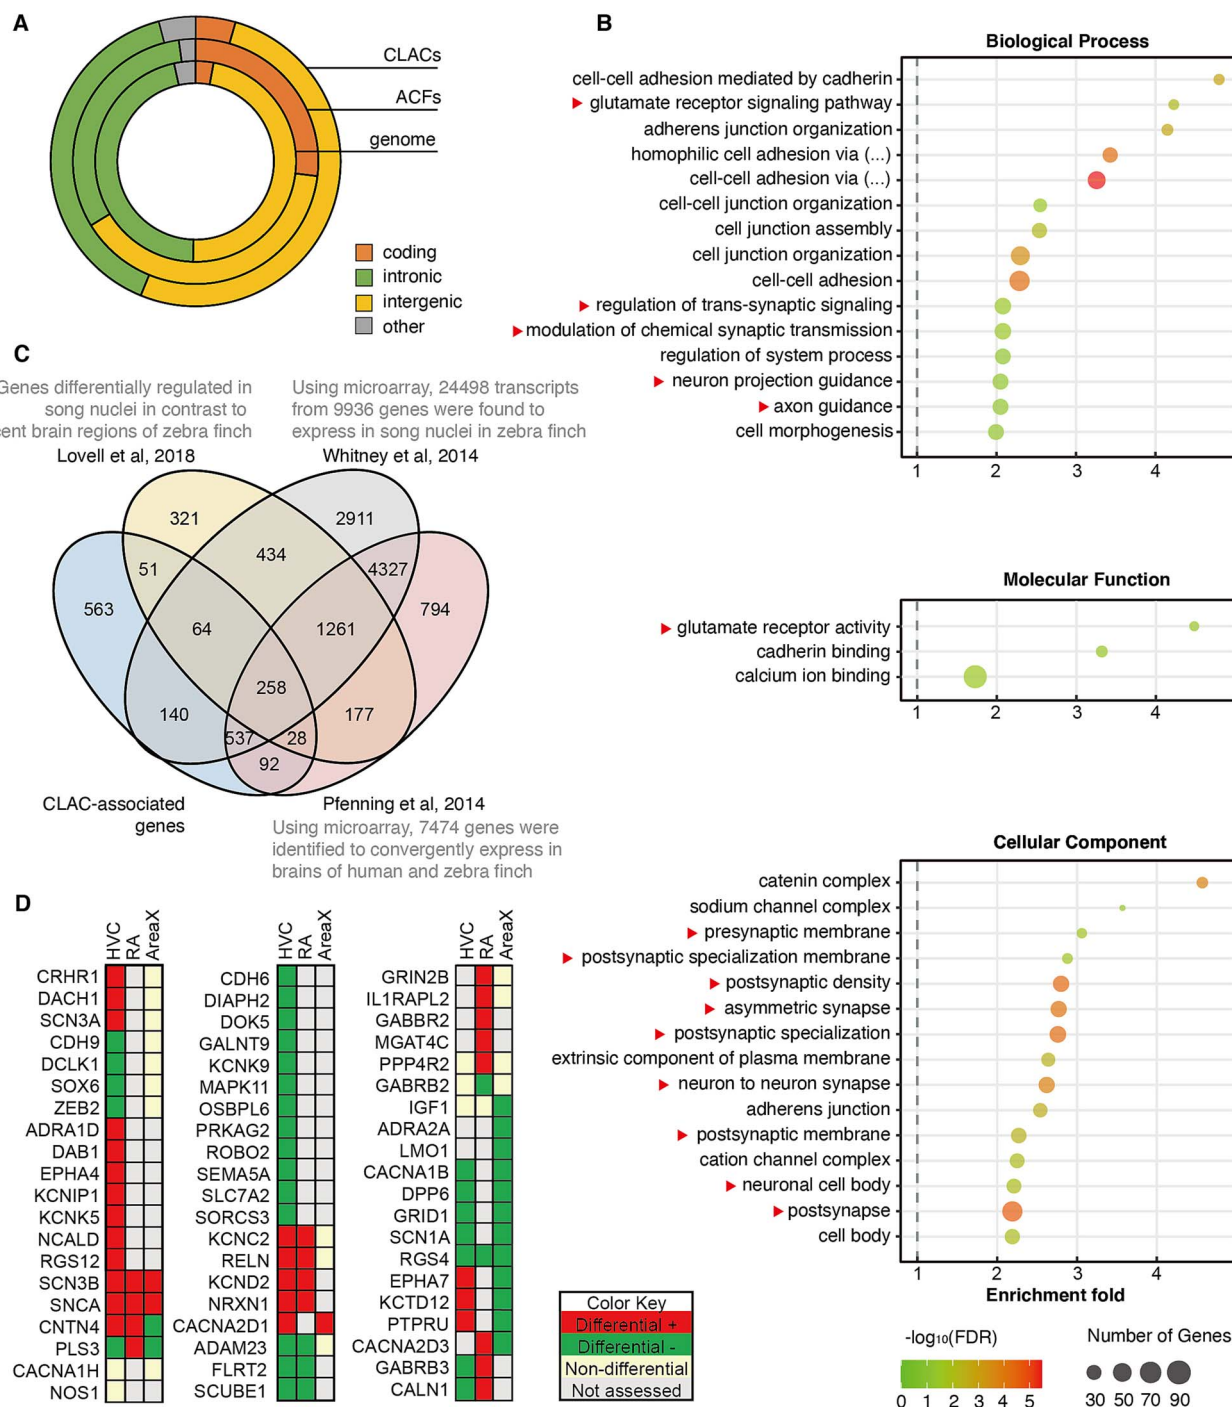 A
CLACs
ACFs
genome
coding
intronic
intergenic
other
B
Biological Process
cell-cell adhesion mediated by cadherin
glutamate receptor signaling pathway
adherens junction organization
homophilic cell adhesion via (...)
cell-cell adhesion via (...)
cell-cell junction organization
cell junction assembly
cell junction organization
cell-cell adhesion
regulation of trans-synaptic signaling
modulation of chemical synaptic transmission
regulation of system process
neuron projection guidance
axon guidance
cell morphogenesis
1 2 3 4
Molecular Function
glutamate receptor activity
cadherin binding
calcium ion binding
1 2 3 4
Cellular Component
catenin complex
sodium channel complex
presynaptic membrane
postsynaptic specialization membrane
postsynaptic density
asymmetric synapse
postsynaptic specialization
extrinsic component of plasma membrane
neuron to neuron synapse
adherens junction
postsynaptic membrane
cation channel complex
neuronal cell body
postsynapse
cell body
1 2 3 4
Enrichment fold
-log₁₀(FDR)
0 1 2 3 4 5
Number of Genes
30 50 70 90
C
Genes differentially regulated in
song nuclei in contrast to
cent brain regions of zebra finch
Lovell et al, 2018
Using microarray, 24498 transcripts
from 9936 genes were found to
express in song nuclei in zebra finch
Whitney et al, 2014
321
2911
434
51
4327
563
794
64
1261
258
140
177
537
28
92
CLAC-associated
genes
Pfenning et al, 2014
Using microarray, 7474 genes were
identified to convergently express in
brains of human and zebra finch
D
HVC
RA
AreaX
CRHR1
DACH1
SCN3A
CDH9
DCLK1
SOX6
ZEB2
ADRA1D
DAB1
EPHA4
KCNIP1
KCNK5
NCALD
RGS12
SCN3B
SNCA
CNTN4
PLS3
CACNA1H
NOS1
HVC
RA
AreaX
CDH6
DIAPH2
DOK5
GALNT9
KCNK9
MAPK11
OSBPL6
PRKAG2
ROBO2
SEMA5A
SLC7A2
SORCS3
KCNC2
RELN
KCND2
NRXN1
CACNA2D1
ADAM23
FLRT2
SCUBE1
HVC
RA
AreaX
GRIN2B
IL1RAPL2
GABBR2
MGAT4C
PPP4R2
GABRB2
IGF1
ADRA2A
LMO1
CACNA1B
DPP6
GRID1
SCN1A
RGS4
EPHA7
KCTD12
PTPRU
CACNA2D3
GABRB3
CALN1
Color Key
Differential +
Differential -
Non-differential
Not assessed